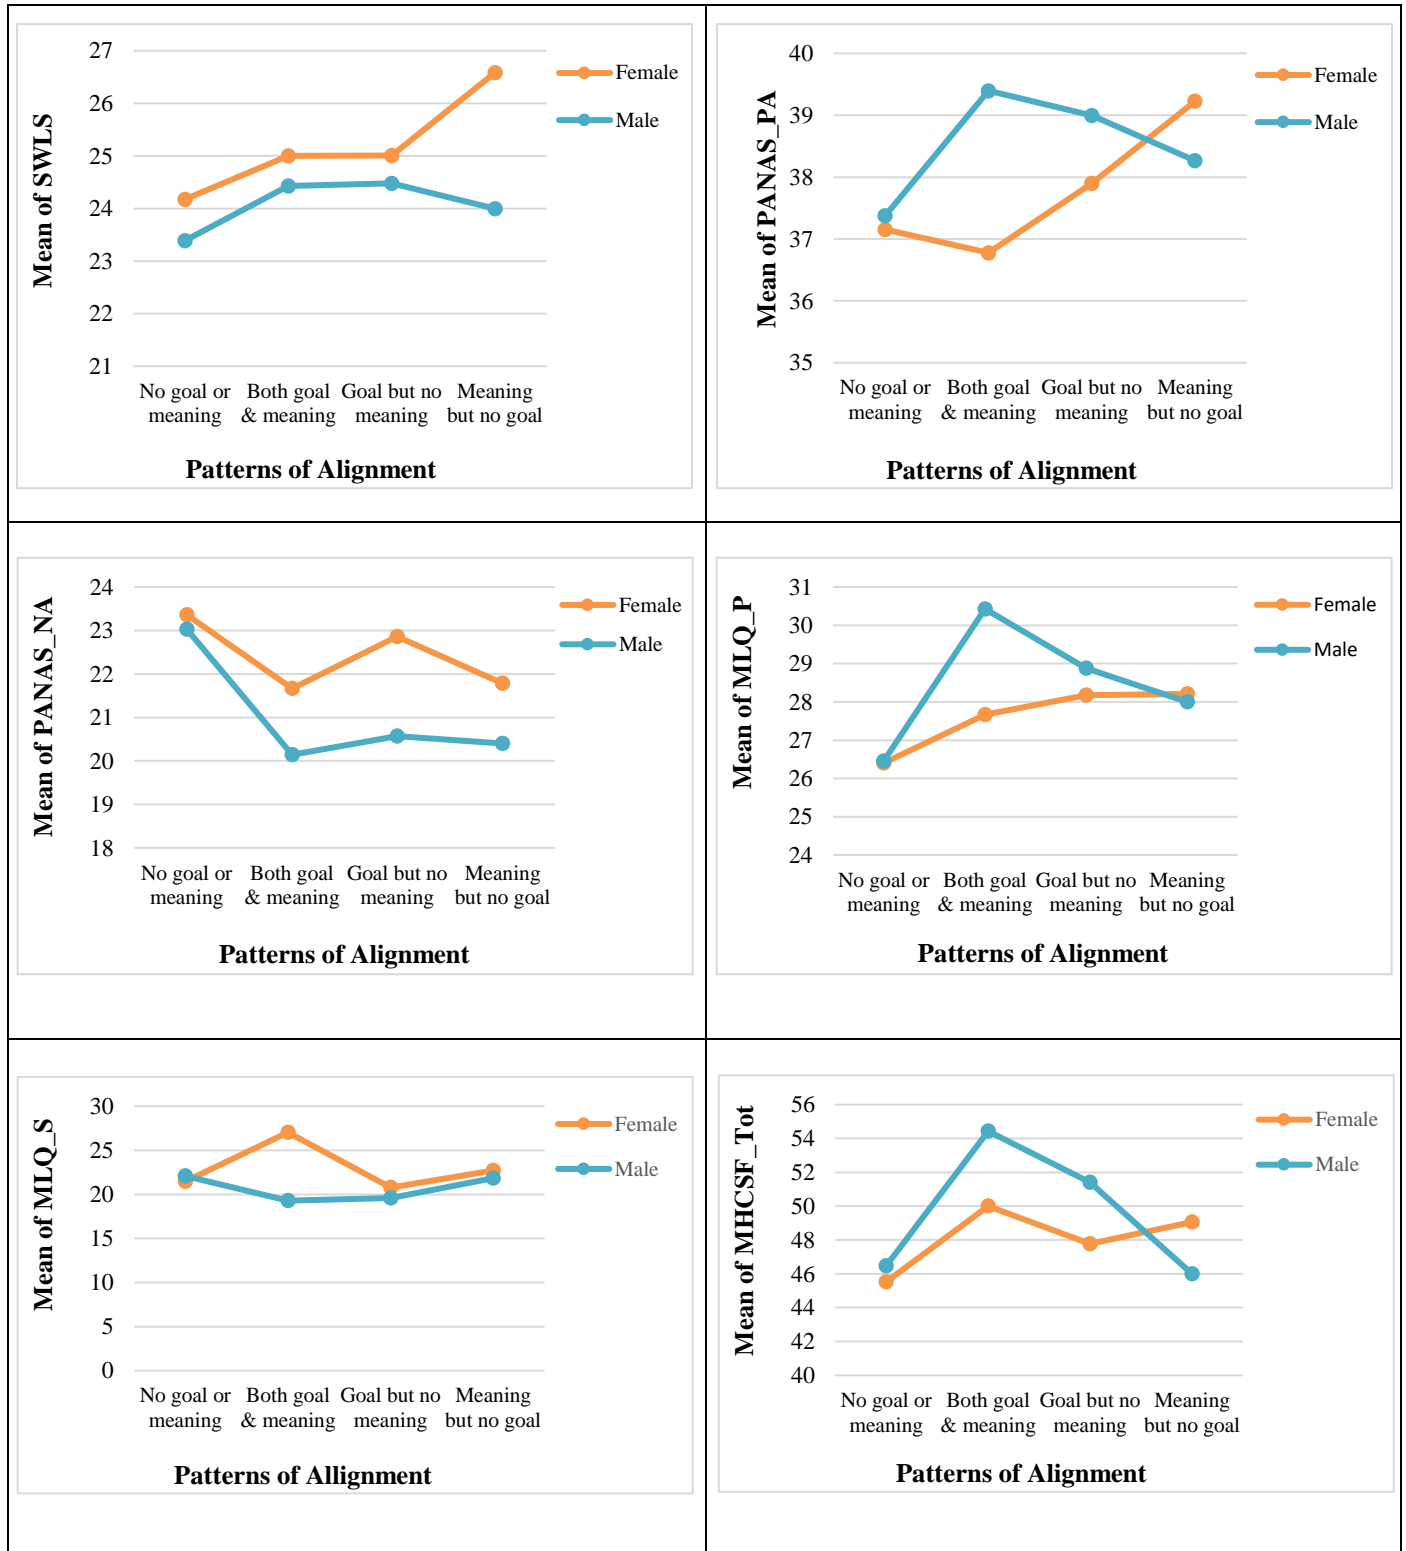 27
26
25
24
23
22
21
Mean of SWLS
Female
Male
No goal or Both goal Goal but no Meaning
meaning & meaning meaning but no goal
Patterns of Alignment
40
39
38
37
36
35
Mean of PANAS_PA
Female
Male
No goal or Both goal Goal but no Meaning
meaning & meaning meaning but no goal
Patterns of Alignment
24
23
22
21
20
19
18
Mean of PANAS_NA
Female
Male
No goal or Both goal Goal but no Meaning
meaning & meaning meaning but no goal
Patterns of Alignment
31
30
29
28
27
26
25
24
Mean of MLQ_P
Female
Male
No goal or Both goal Goal but no Meaning
meaning & meaning meaning but no goal
Patterns of Alignment
30
25
20
15
10
5
0
Mean of MLQ_S
Female
Male
No goal or Both goal Goal but no Meaning
meaning & meaning meaning but no goal
Patterns of Allignment
56
54
52
50
48
46
44
42
40
Mean of MHCSF_Tot
Female
Male
No goal or Both goal Goal but no Meaning
meaning & meaning meaning but no goal
Patterns of Alignment